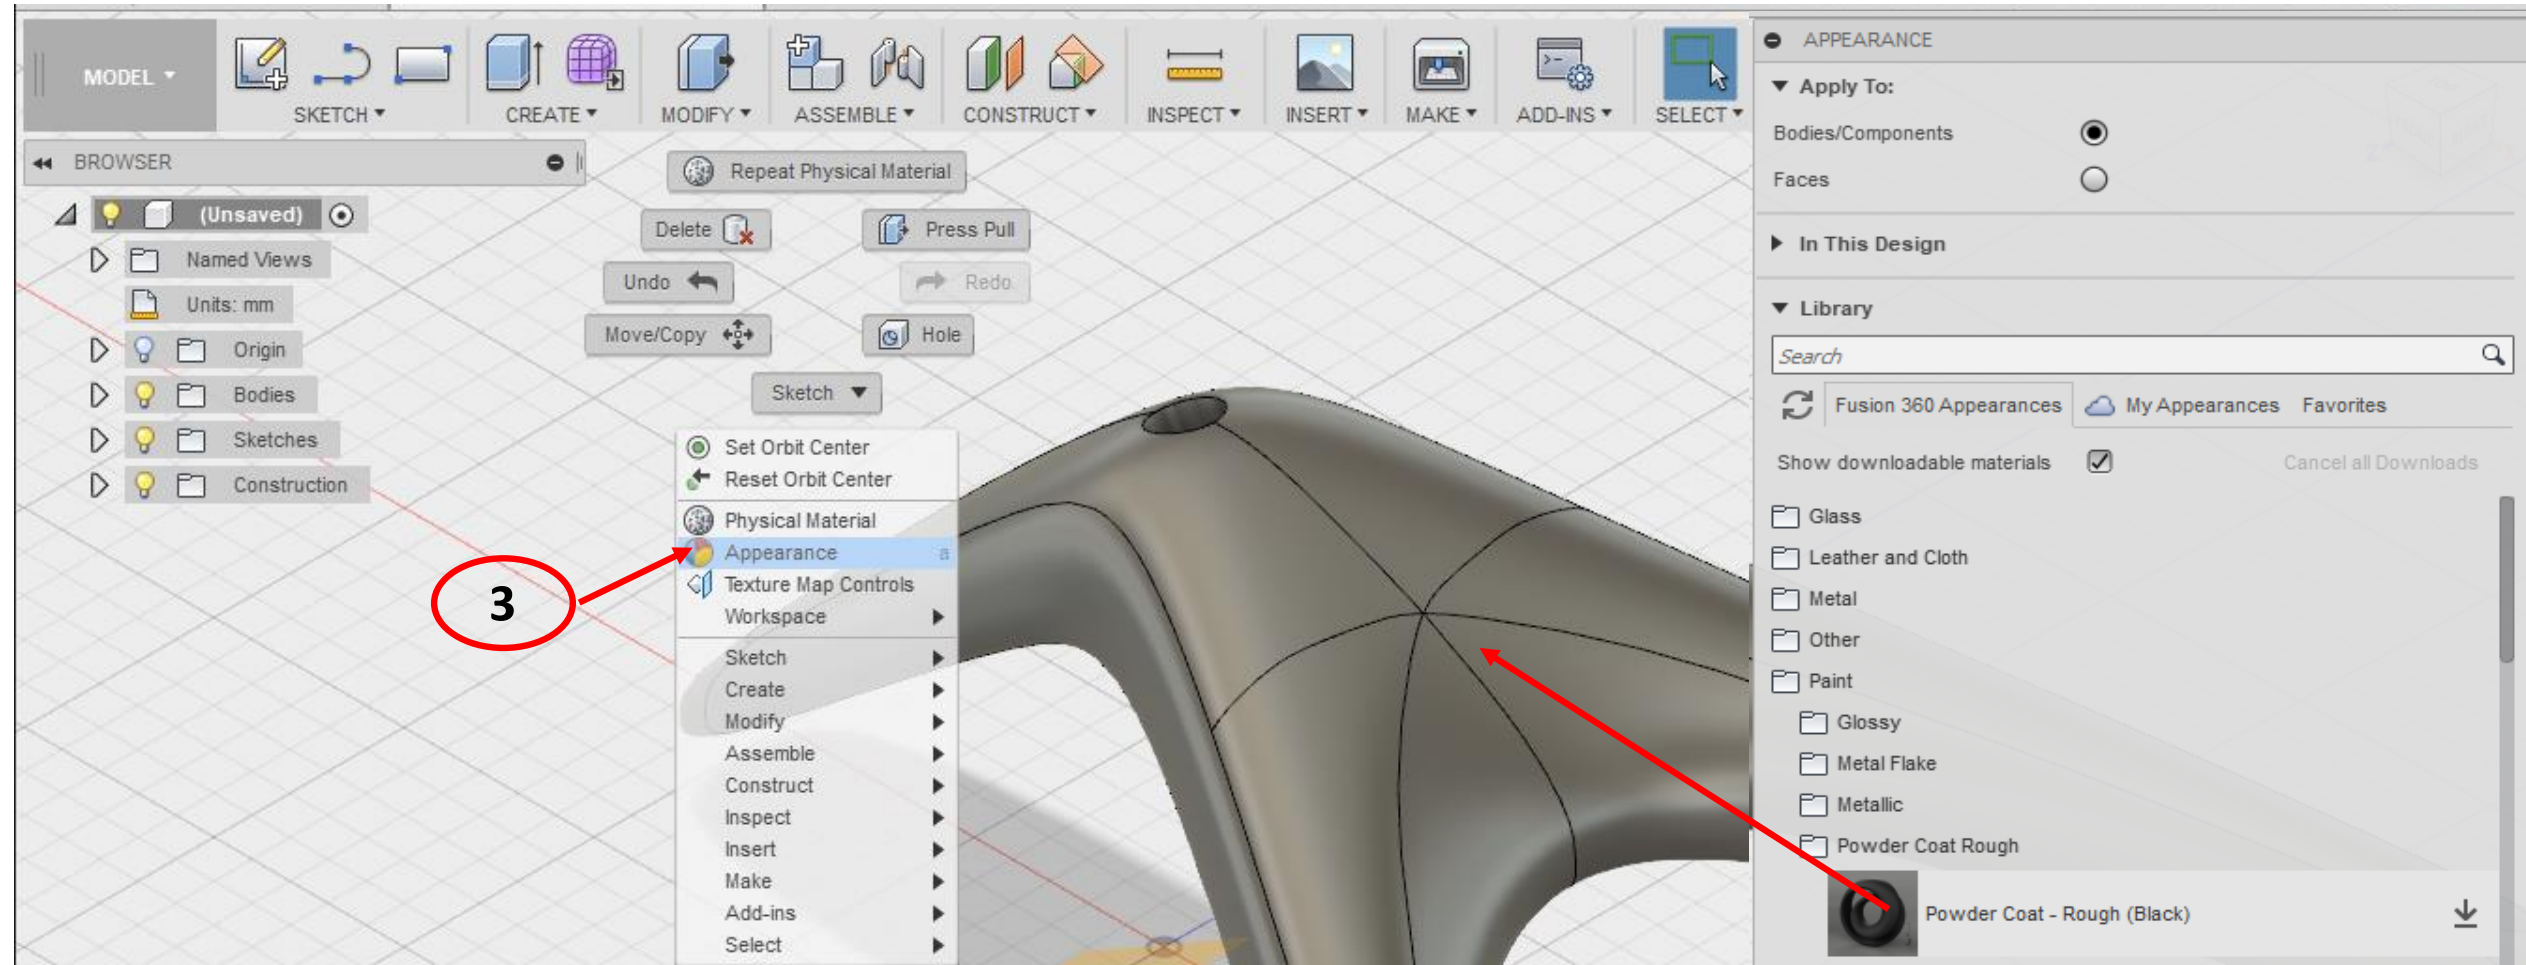 MODEL
SKETCH
CREATE
MODIFY
ASSEMBLE
CONSTRUCT
INSPECT
INSERT
MAKE
ADD-INS
SELECT
BROWSER
(Unsaved)
Named Views
Units: mm
Origin
Bodies
Sketches
Construction
Repeat Physical Material
Delete
Press Pull
Undo
Redo
Move/Copy
Hole
Sketch
Set Orbit Center
Reset Orbit Center
Physical Material
Appearance a
Texture Map Controls
Workspace
Sketch
Create
Modify
Assemble
Construct
Inspect
Insert
Make
Add-ins
Select
3
APPEARANCE
Apply To:
Bodies/Components
Faces
In This Design
Library
Search
Fusion 360 Appearances My Appearances Favorites
Show downloadable materials Cancel all Downloads
Glass
Leather and Cloth
Metal
Other
Paint
Glossy
Metal Flake
Metallic
Powder Coat Rough
Powder Coat - Rough (Black)